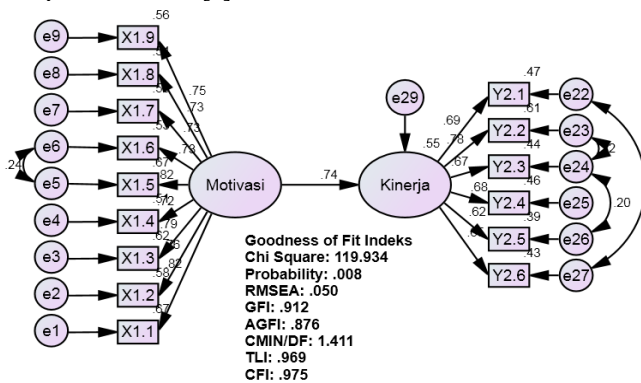 .56
e9
X1.9
e8
X1.8
.75
.73
e7
X1.7
.73
e6
X1.6
.73
.24
.67
e5
X1.5
.82
e4
X1.4
.72
.79
e3
X1.3
.62
e2
X1.2
.82
.58
e1
X1.1
.67
Motivasi
.74
Kinerja
.55
e29
.47
Y2.1
e22
.69
.61
Y2.2
e23
.78
.44
Y2.3
e24
.67
.46
Y2.4
e25
.68
.20
.39
Y2.5
e26
.62
.43
Y2.6
e27
Goodness of Fit Indeks
Chi Square: 119.934
Probability: .008
RMSEA: .050
GFI: .912
AGFI: .876
CMIN/DF: 1.411
TLI: .969
CFI: .975